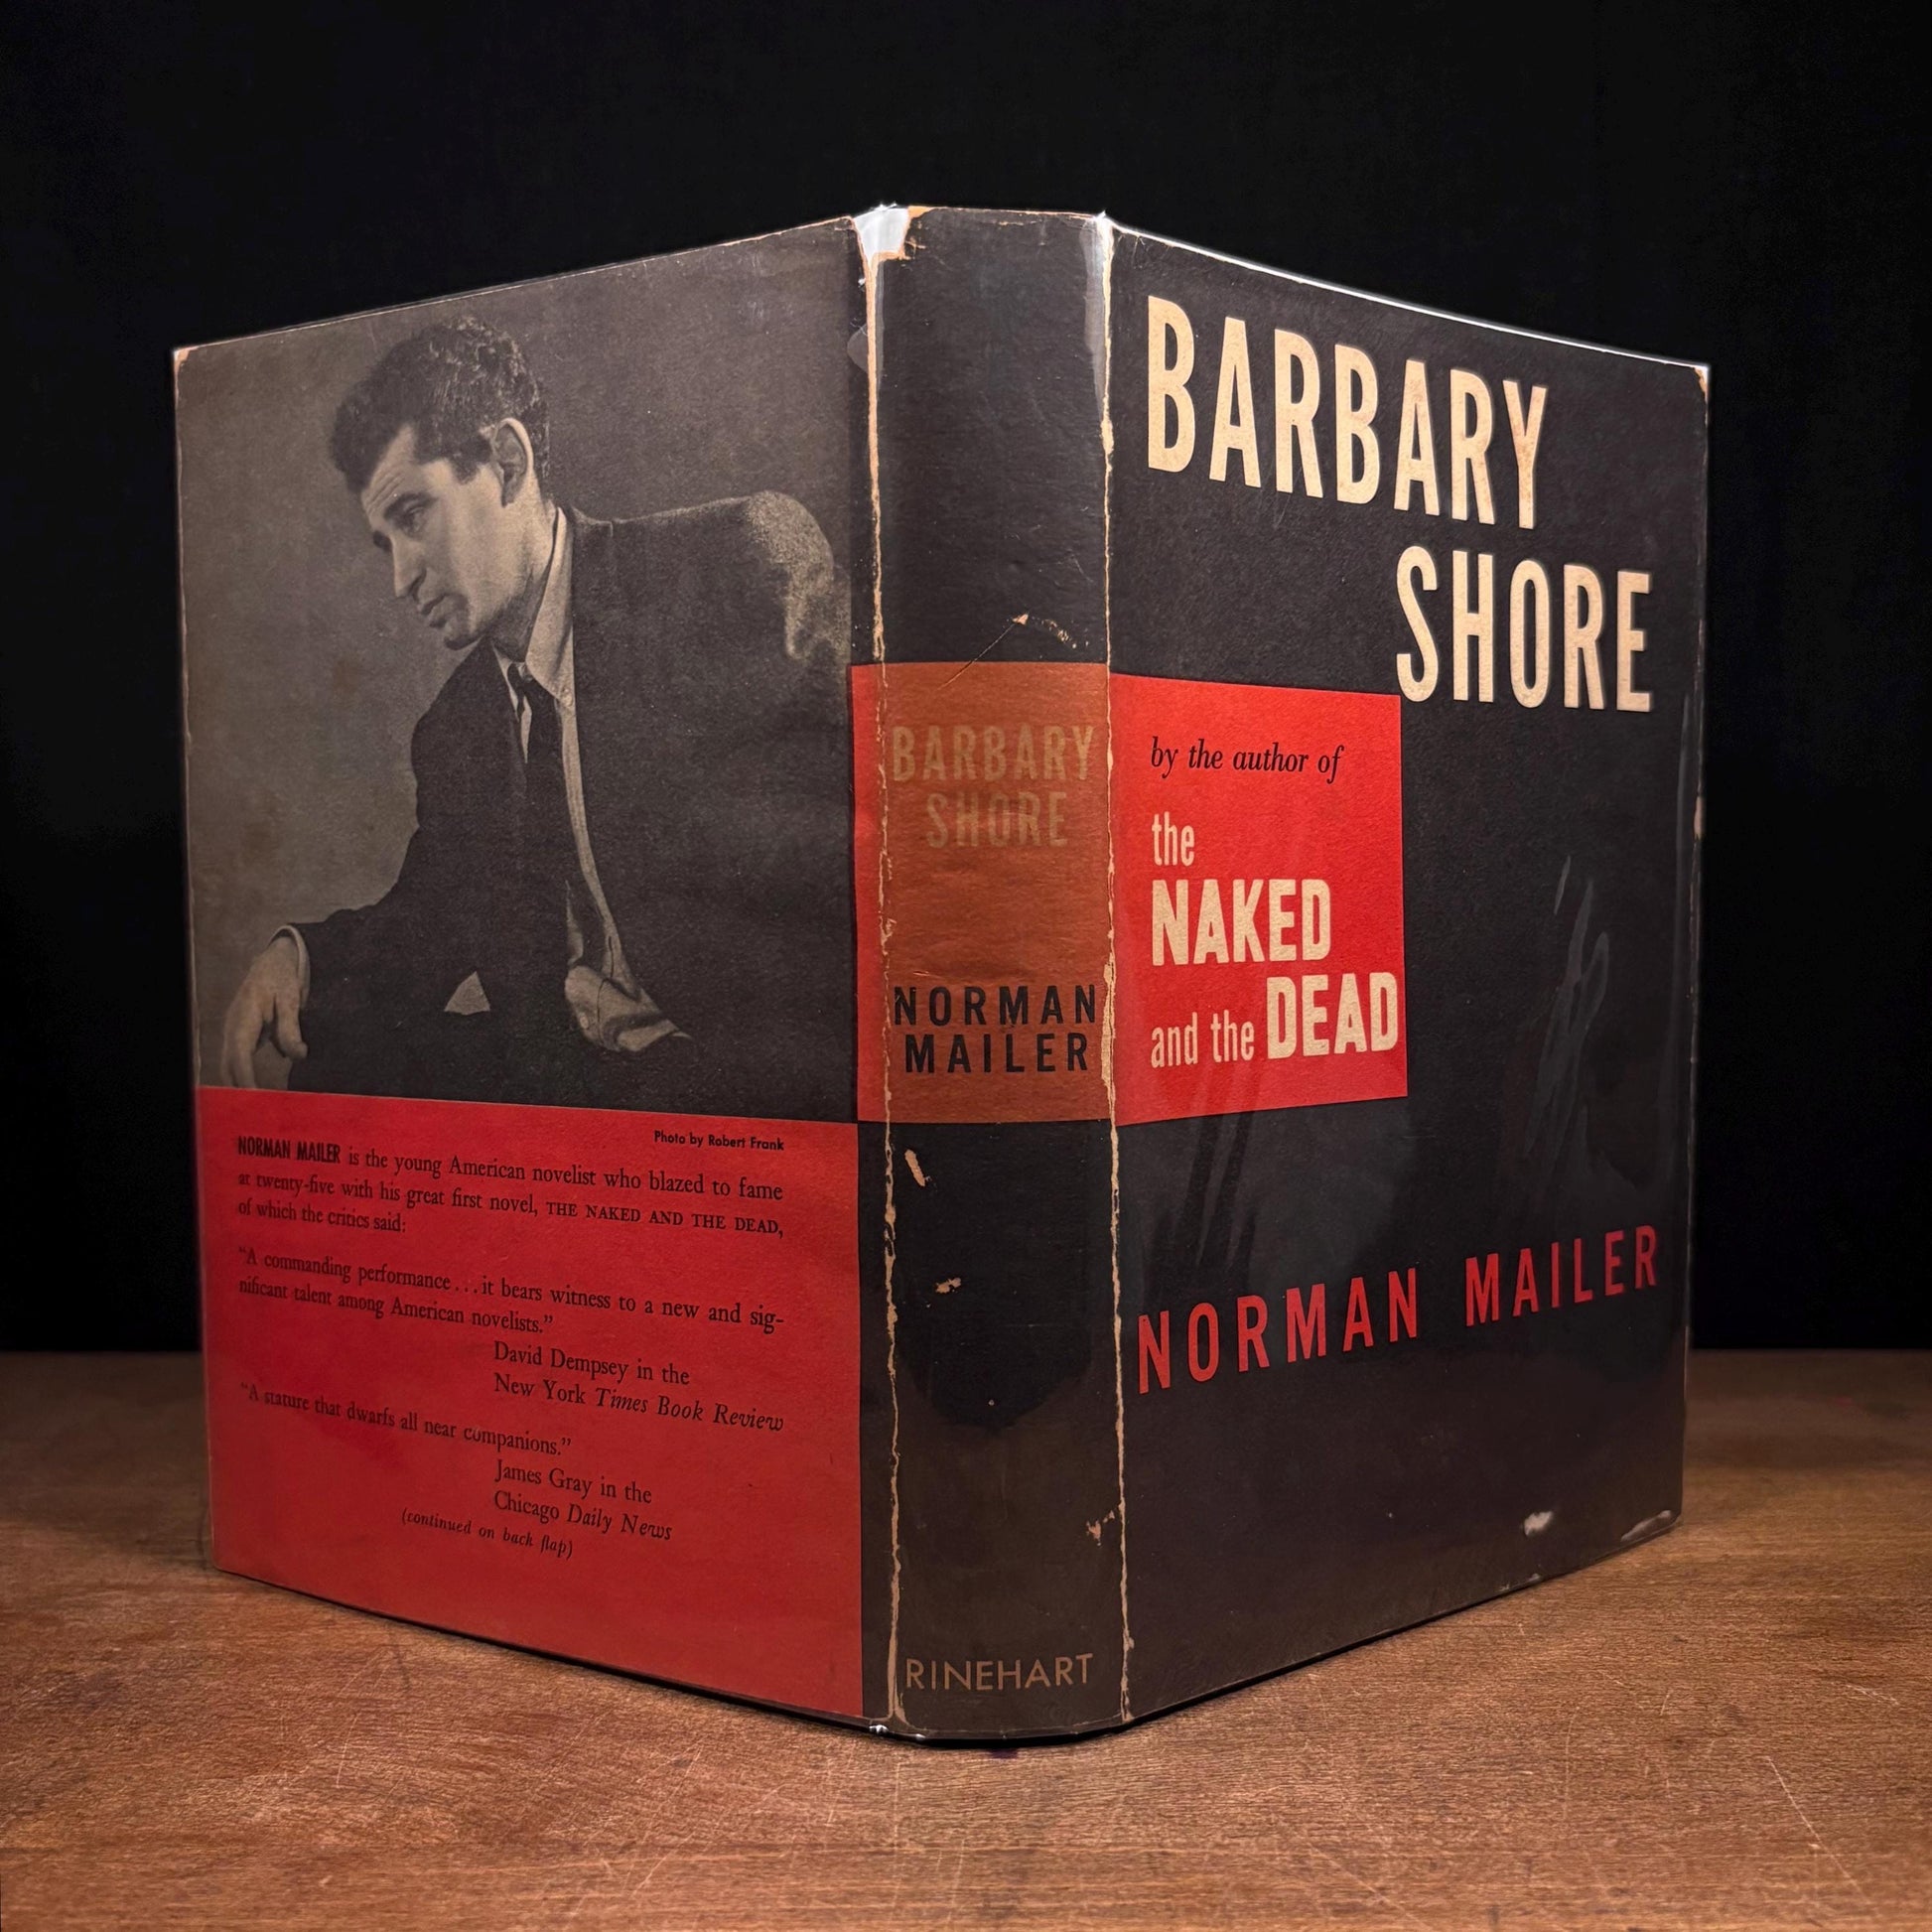 Photo by Robert Frank
NORMAN MAILER is the young American novelist who blazed to fame
at twenty-five with his great first novel, THE NAKED AND THE DEAD,
of which the critics said:
“A commanding performance . . . it bears witness to a new and sig-
nificant talent among American novelists.”
David Dempsey in the
New York Times Book Review
“A stature that dwarfs all near companions.”
James Gray in the
Chicago Daily News
(continued on back flap)
BARBARY
SHORE
NORMAN
MAILER
RINEHART
BARBARY
SHORE
by the author of
the
NAKED
and the DEAD
NORMAN MAILER